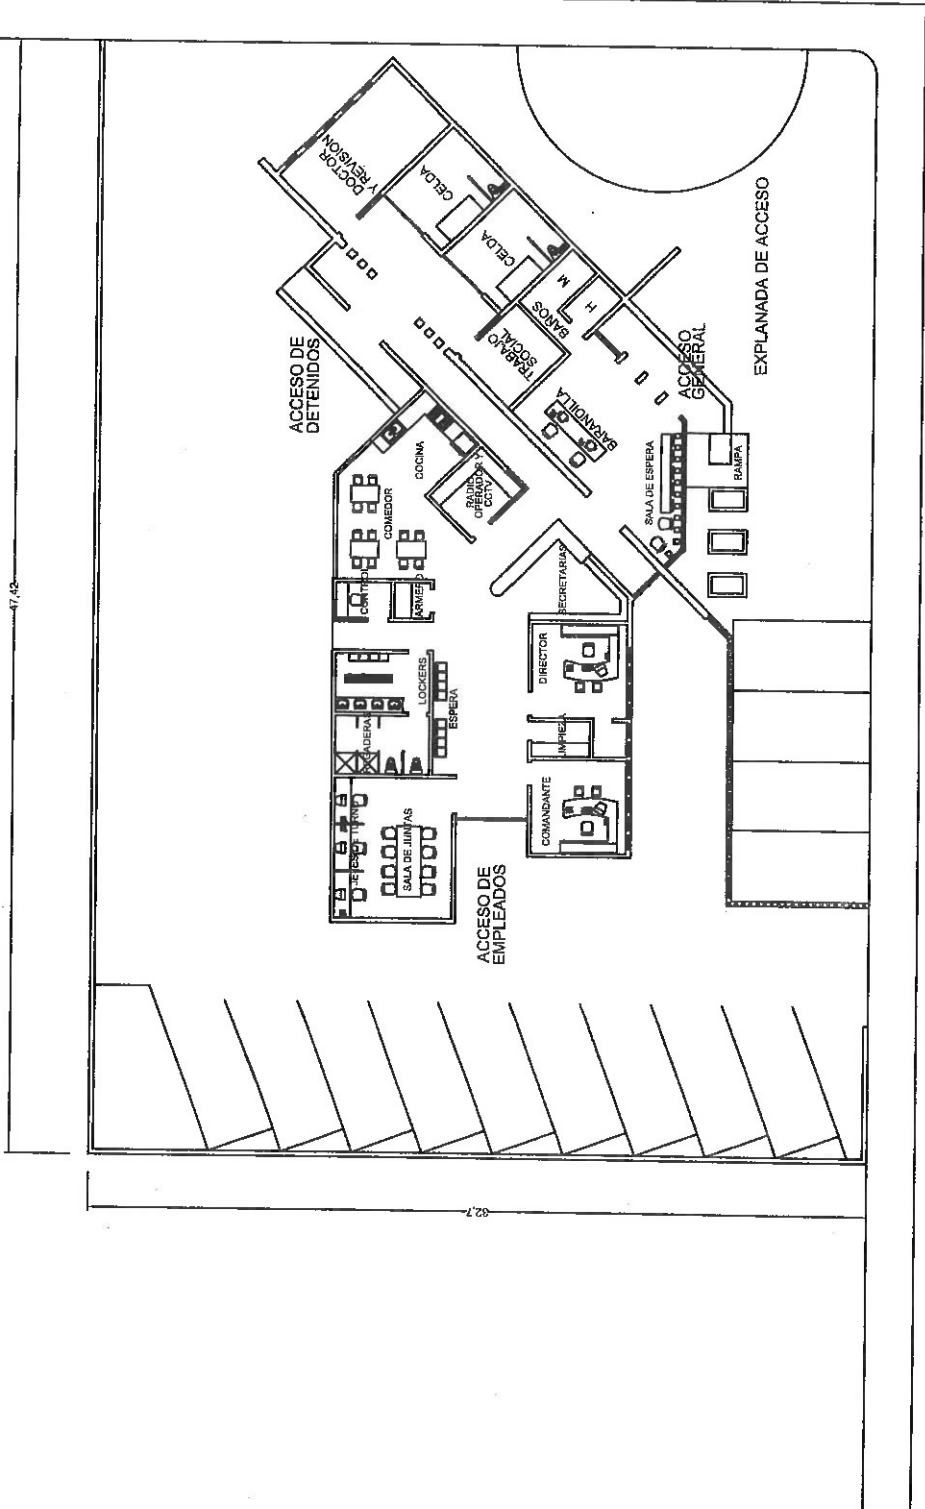 47,42
DOCTOR
Y REVISION
CELDA
CELDA
M
H
BAÑOS
TRABAJO
SOCIAL
BARANDILLA
ACCESO
GENERAL
EXPLANADA DE ACCESO
ACCESO DE
DETENIDOS
COCINA
COMEDOR
RADIO
OPERADOR Y
CCTV
SALA DE ESPERA
RAMPA
CONTROL
ARMERO
SECRETARIAS
LOCKERS
ESPERA
DIRECTOR
LIMPIEZA
COMANDANTE
SALA DE JUNTAS
ACCESO DE
EMPLEADOS
32,7